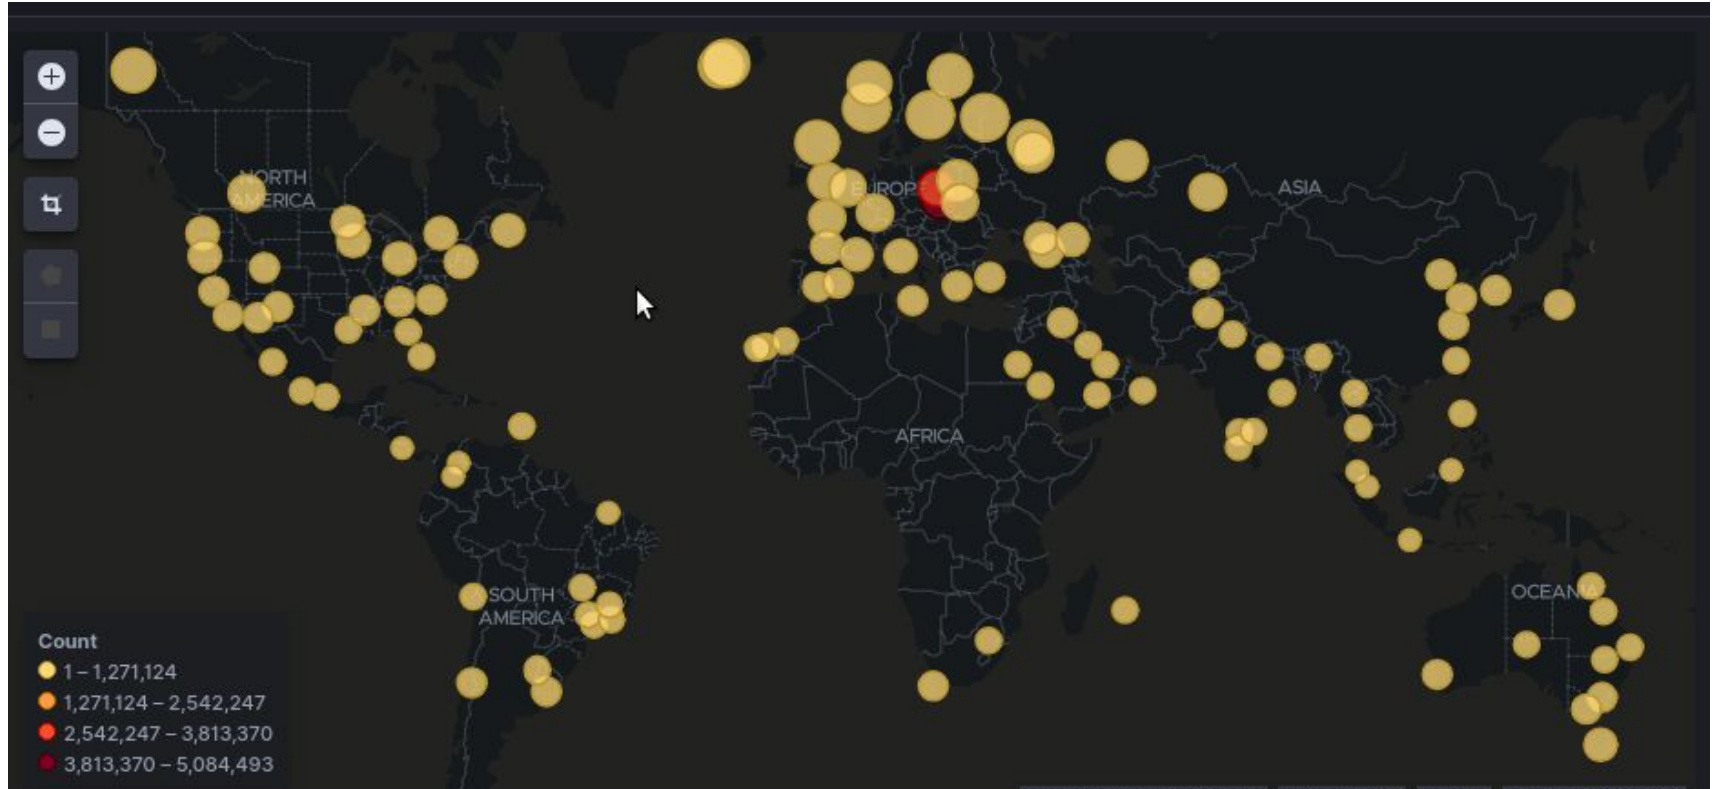 NORTH
AMERICA
EUROP
ASIA
AFRICA
SOUTH
AMERICA
OCEANIA
Count
1 – 1,271,124
1,271,124 – 2,542,247
2,542,247 – 3,813,370
3,813,370 – 5,084,493